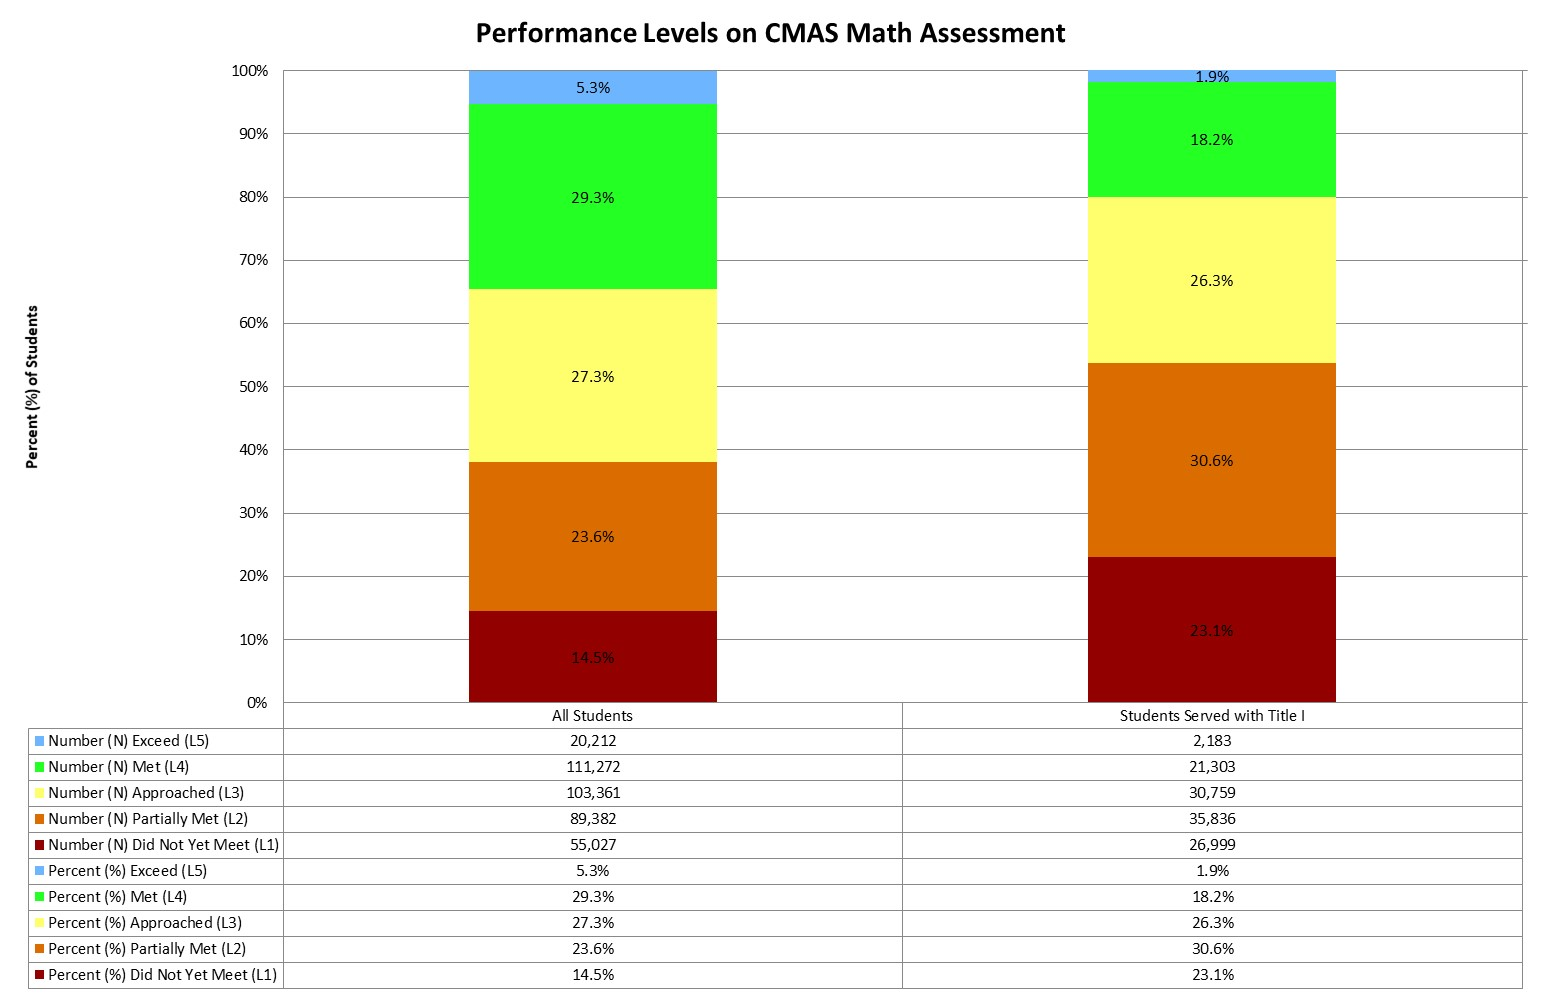 Performance Levels on CMAS Math Assessment
Percent (%) of Students
100%
90%
80%
70%
60%
50%
40%
30%
20%
10%
0%
5.3%
29.3%
27.3%
23.6%
14.5%
1.9%
18.2%
26.3%
30.6%
23.1%
All Students Students Served with Title I
Number (N) Exceed (L5) 20,212 2,183
Number (N) Met (L4) 111,272 21,303
Number (N) Approached (L3) 103,361 30,759
Number (N) Partially Met (L2) 89,382 35,836
Number (N) Did Not Yet Meet (L1) 55,027 26,999
Percent (%) Exceed (L5) 5.3% 1.9%
Percent (%) Met (L4) 29.3% 18.2%
Percent (%) Approached (L3) 27.3% 26.3%
Percent (%) Partially Met (L2) 23.6% 30.6%
Percent (%) Did Not Yet Meet (L1) 14.5% 23.1%